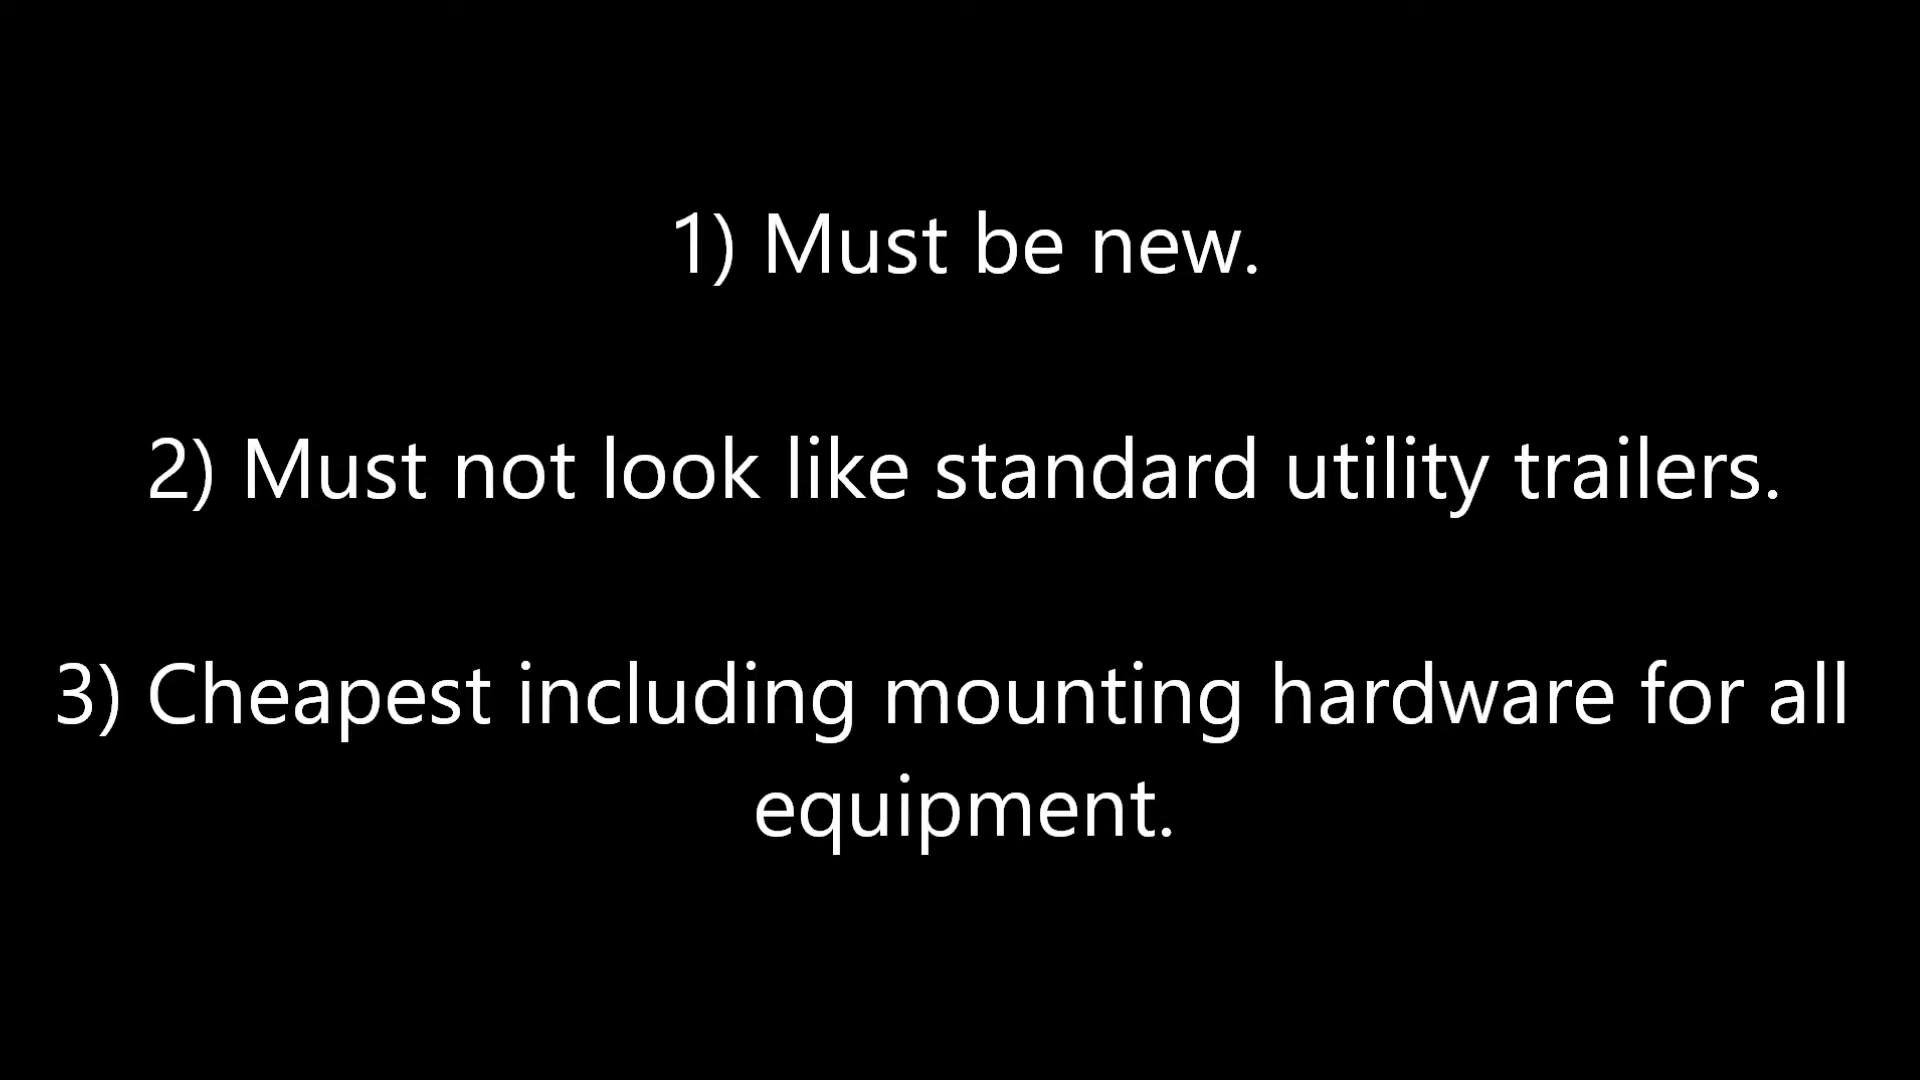 1) Must be new.
2) Must not look like standard utility trailers.
3) Cheapest including mounting hardware for all
equipment.